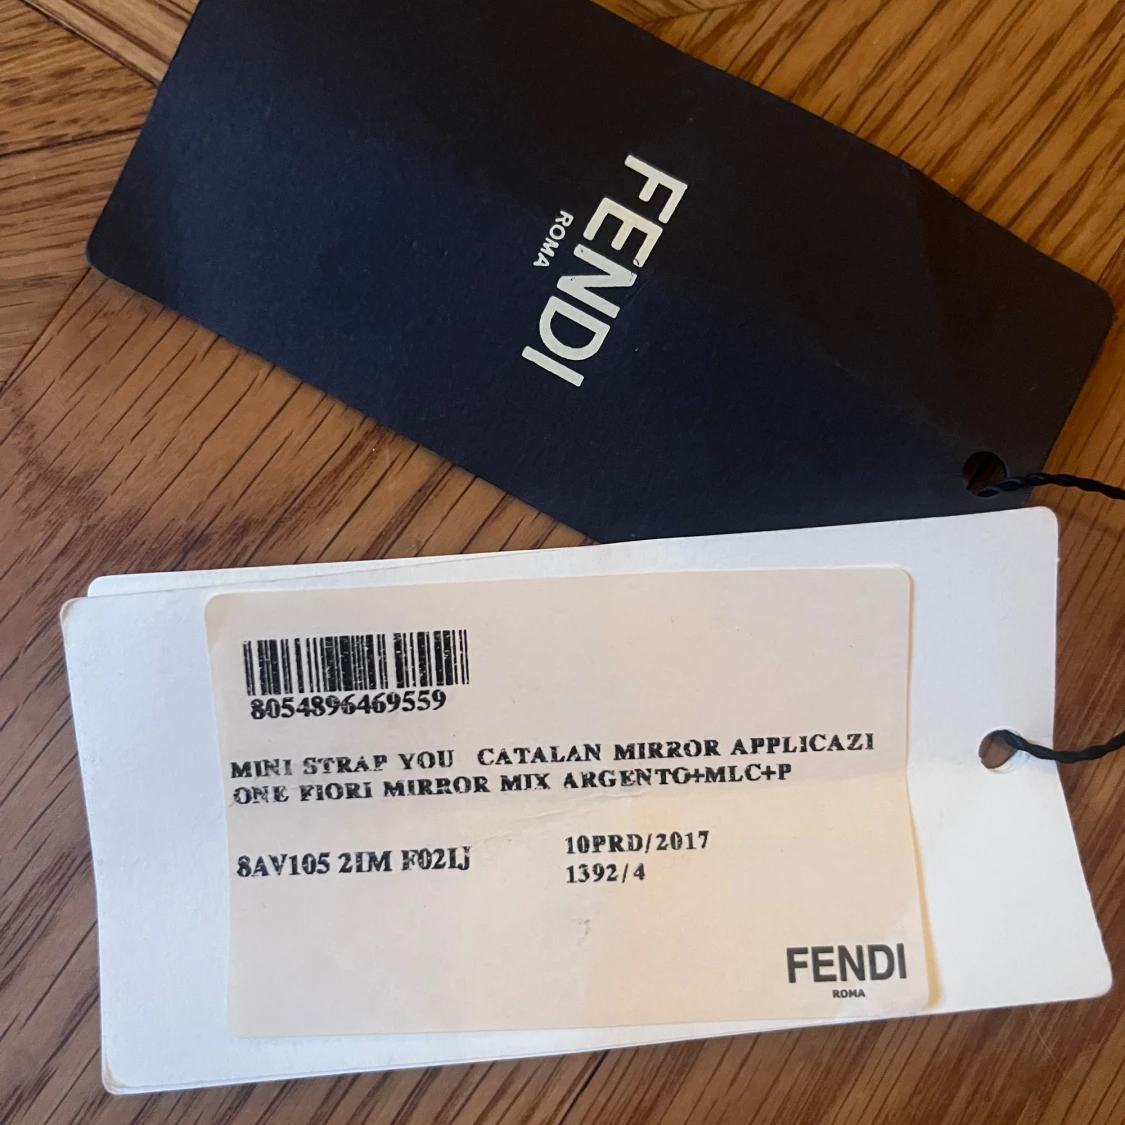 FENDI
ROMA
8054896469559
MINI STRAP YOU CATALAN MIRROR APPLICAZI
ONE FIORI MIRROR MIX ARGENTO+MLC+P
8AV105 2IM F02IJ
10PRD/2017
1392/4
FENDI
ROMA